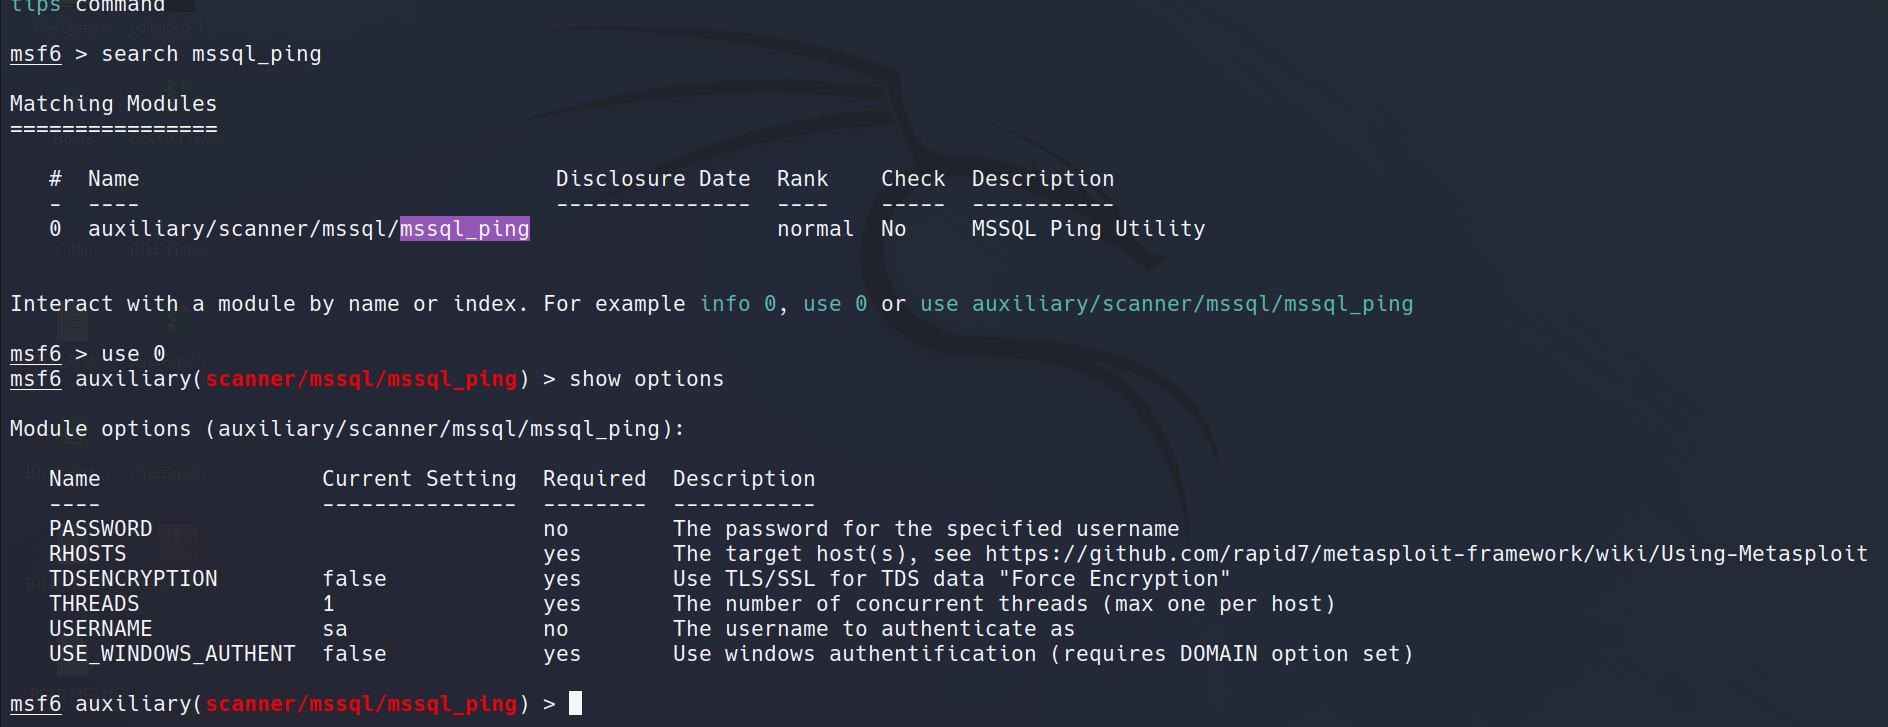 tips command
msf6 > search mssql_ping
Matching Modules
================
   #  Name                                    Disclosure Date  Rank    Check  Description
   -  ----                                    ---------------  ----    -----  -----------
   0  auxiliary/scanner/mssql/mssql_ping                       normal  No     MSSQL Ping Utility
Interact with a module by name or index. For example info 0, use 0 or use auxiliary/scanner/mssql/mssql_ping
msf6 > use 0
msf6 auxiliary(scanner/mssql/mssql_ping) > show options
Module options (auxiliary/scanner/mssql/mssql_ping):
   Name                 Current Setting  Required  Description
   ----                 ---------------  --------  -----------
   PASSWORD                              no        The password for the specified username
   RHOSTS                                yes       The target host(s), see https://github.com/rapid7/metasploit-framework/wiki/Using-Metasploit
   TDSENCRYPTION        false            yes       Use TLS/SSL for TDS data "Force Encryption"
   THREADS              1                yes       The number of concurrent threads (max one per host)
   USERNAME             sa               no        The username to authenticate as
   USE_WINDOWS_AUTHENT  false            yes       Use windows authentification (requires DOMAIN option set)
msf6 auxiliary(scanner/mssql/mssql_ping) >